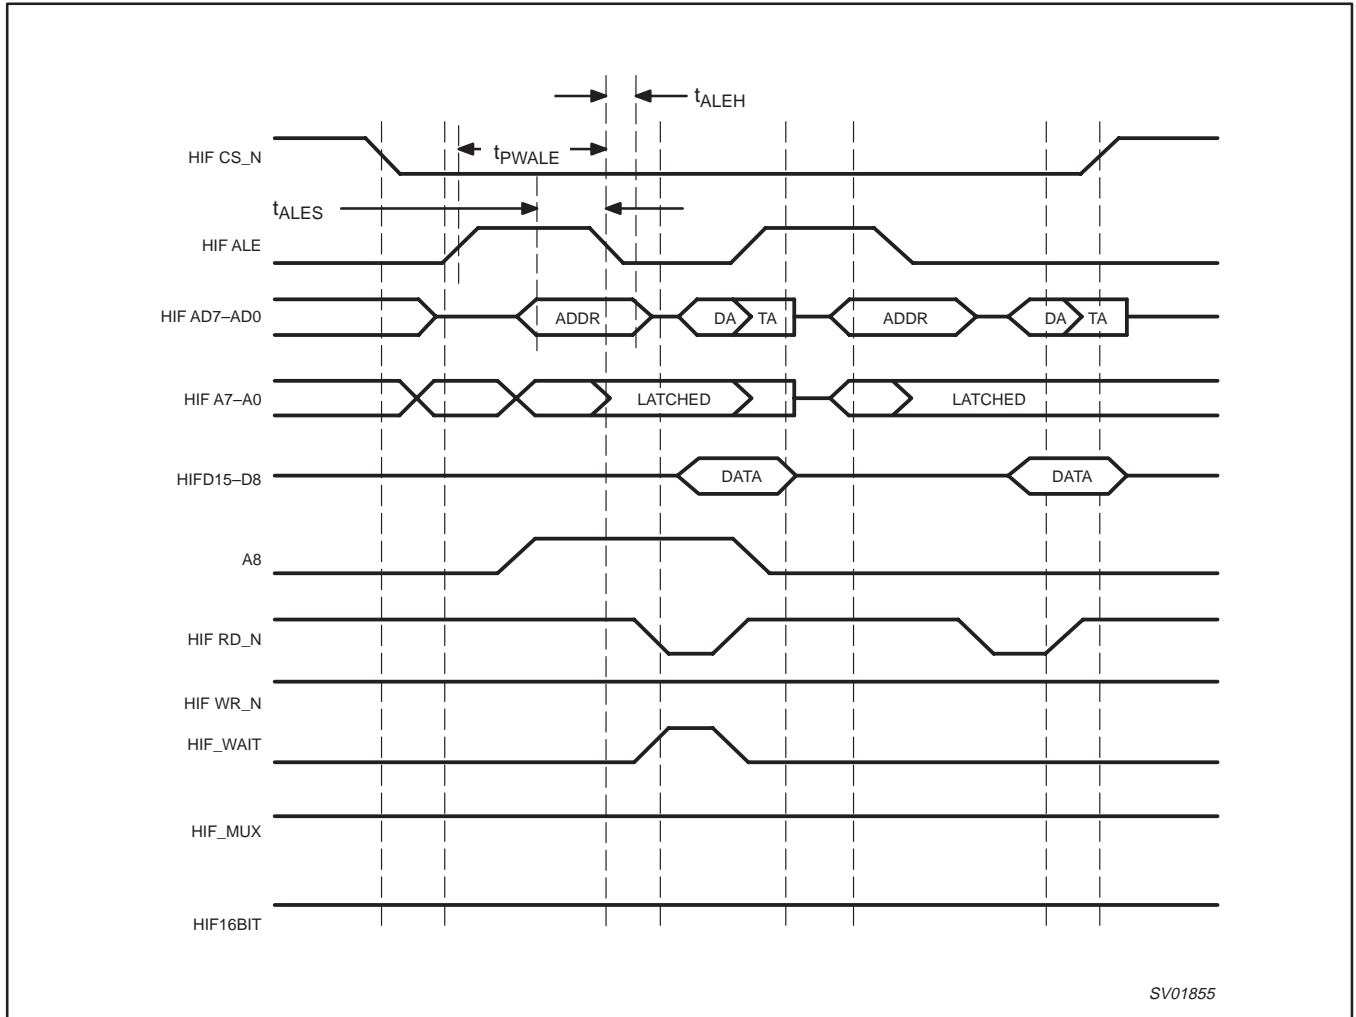 tALEH
HIF CS_N
tPWALE
tALES
HIF ALE
HIF AD7–AD0
ADDR
DA TA
ADDR
DA TA
HIF A7–A0
LATCHED
LATCHED
HIFD15–D8
DATA
DATA
A8
HIF RD_N
HIF WR_N
HIF_WAIT
HIF_MUX
HIF16BIT
SV01855